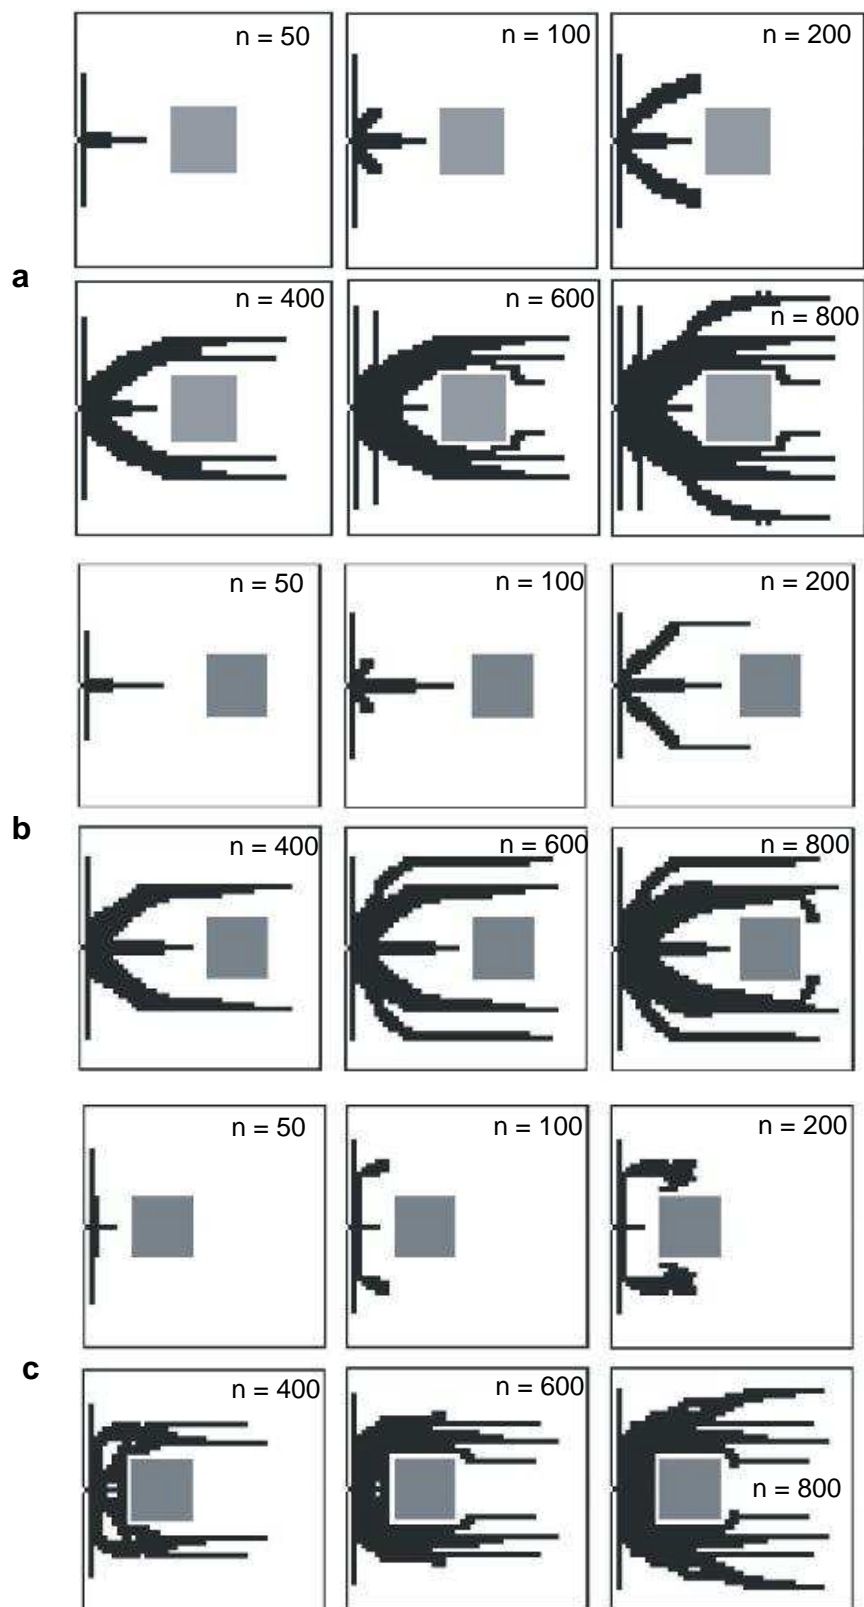 n = 50
n = 100
n = 200
a
n = 400
n = 600
n = 800
n = 50
n = 100
n = 200
b
n = 400
n = 600
n = 800
n = 50
n = 100
n = 200
c
n = 400
n = 600
n = 800